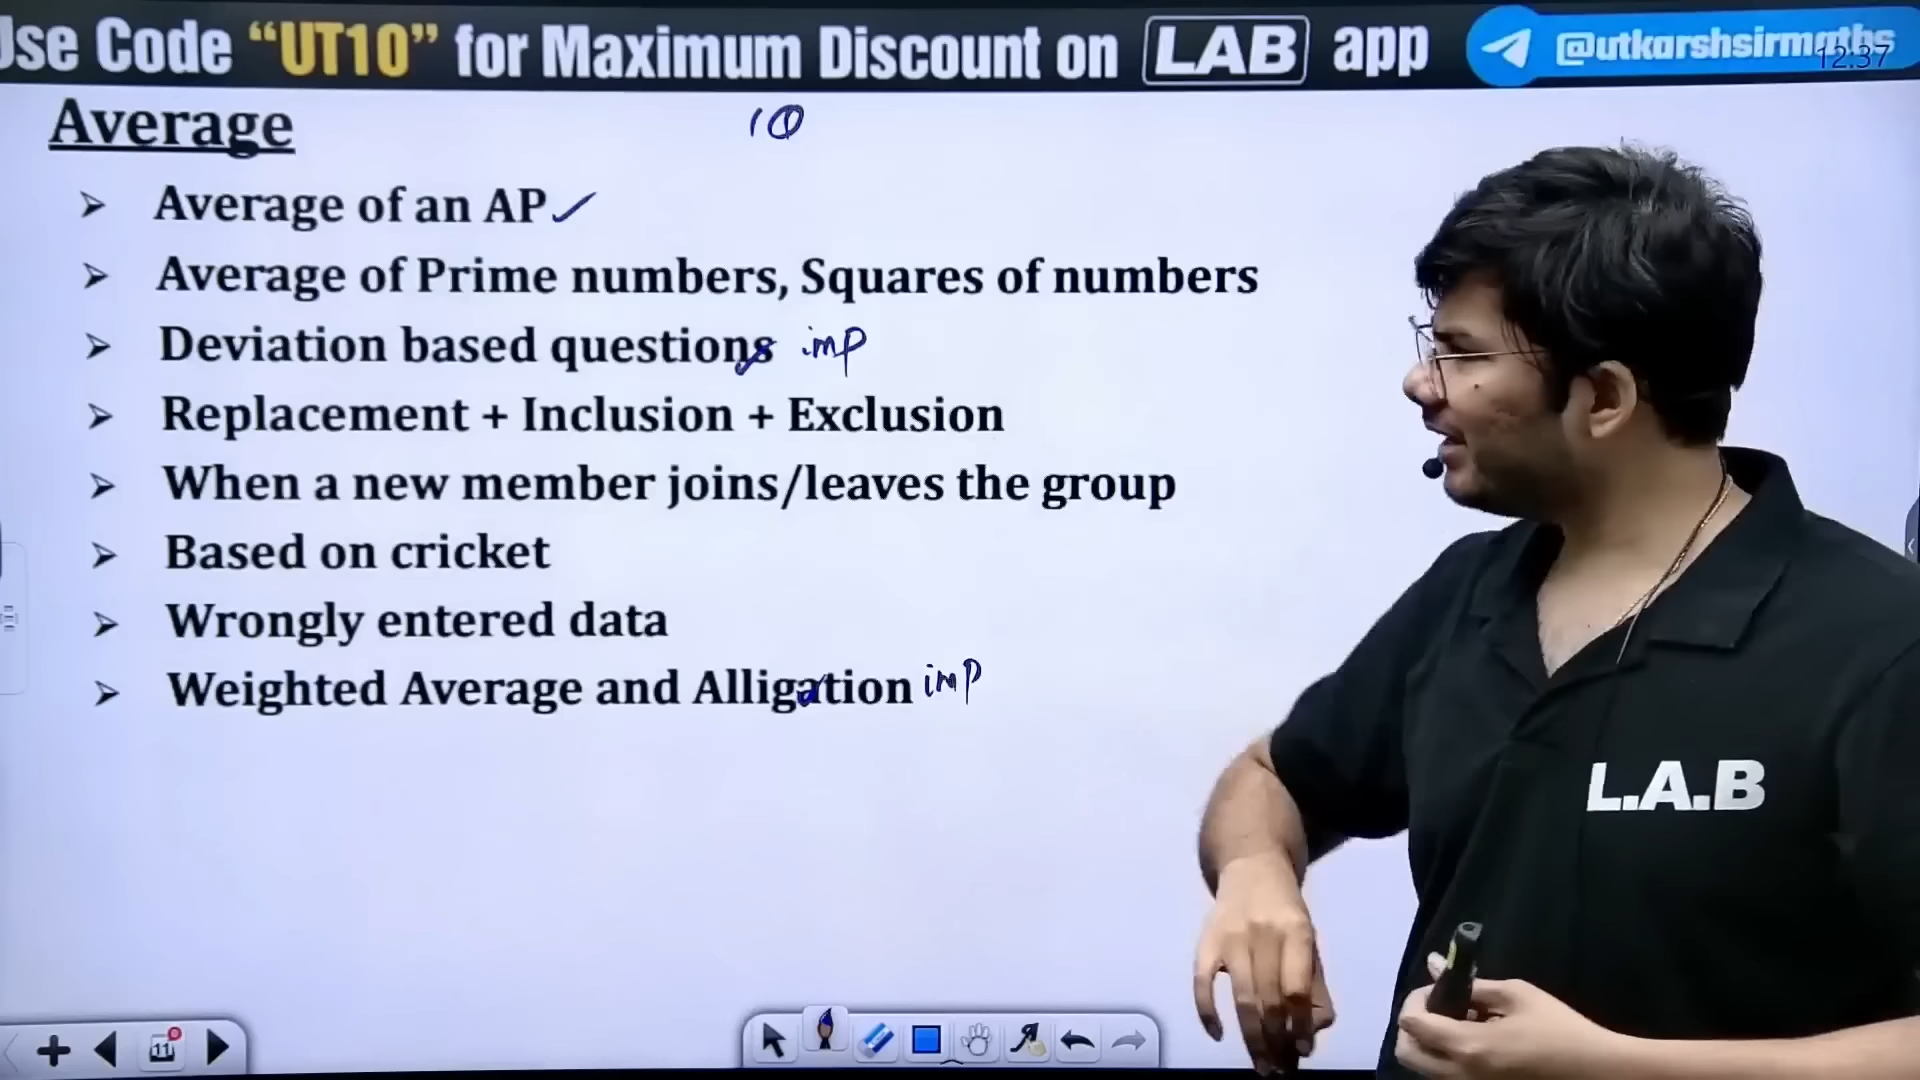 Use Code “UT10” for Maximum Discount on LAB app @utkarshsirmaths
12:37
Average
➢ Average of an AP ✓
➢ Average of Prime numbers, Squares of numbers
➢ Deviation based questions imp
➢ Replacement + Inclusion + Exclusion
➢ When a new member joins/leaves the group
➢ Based on cricket
➢ Wrongly entered data
➢ Weighted Average and Alligation imp
L.A.B
11